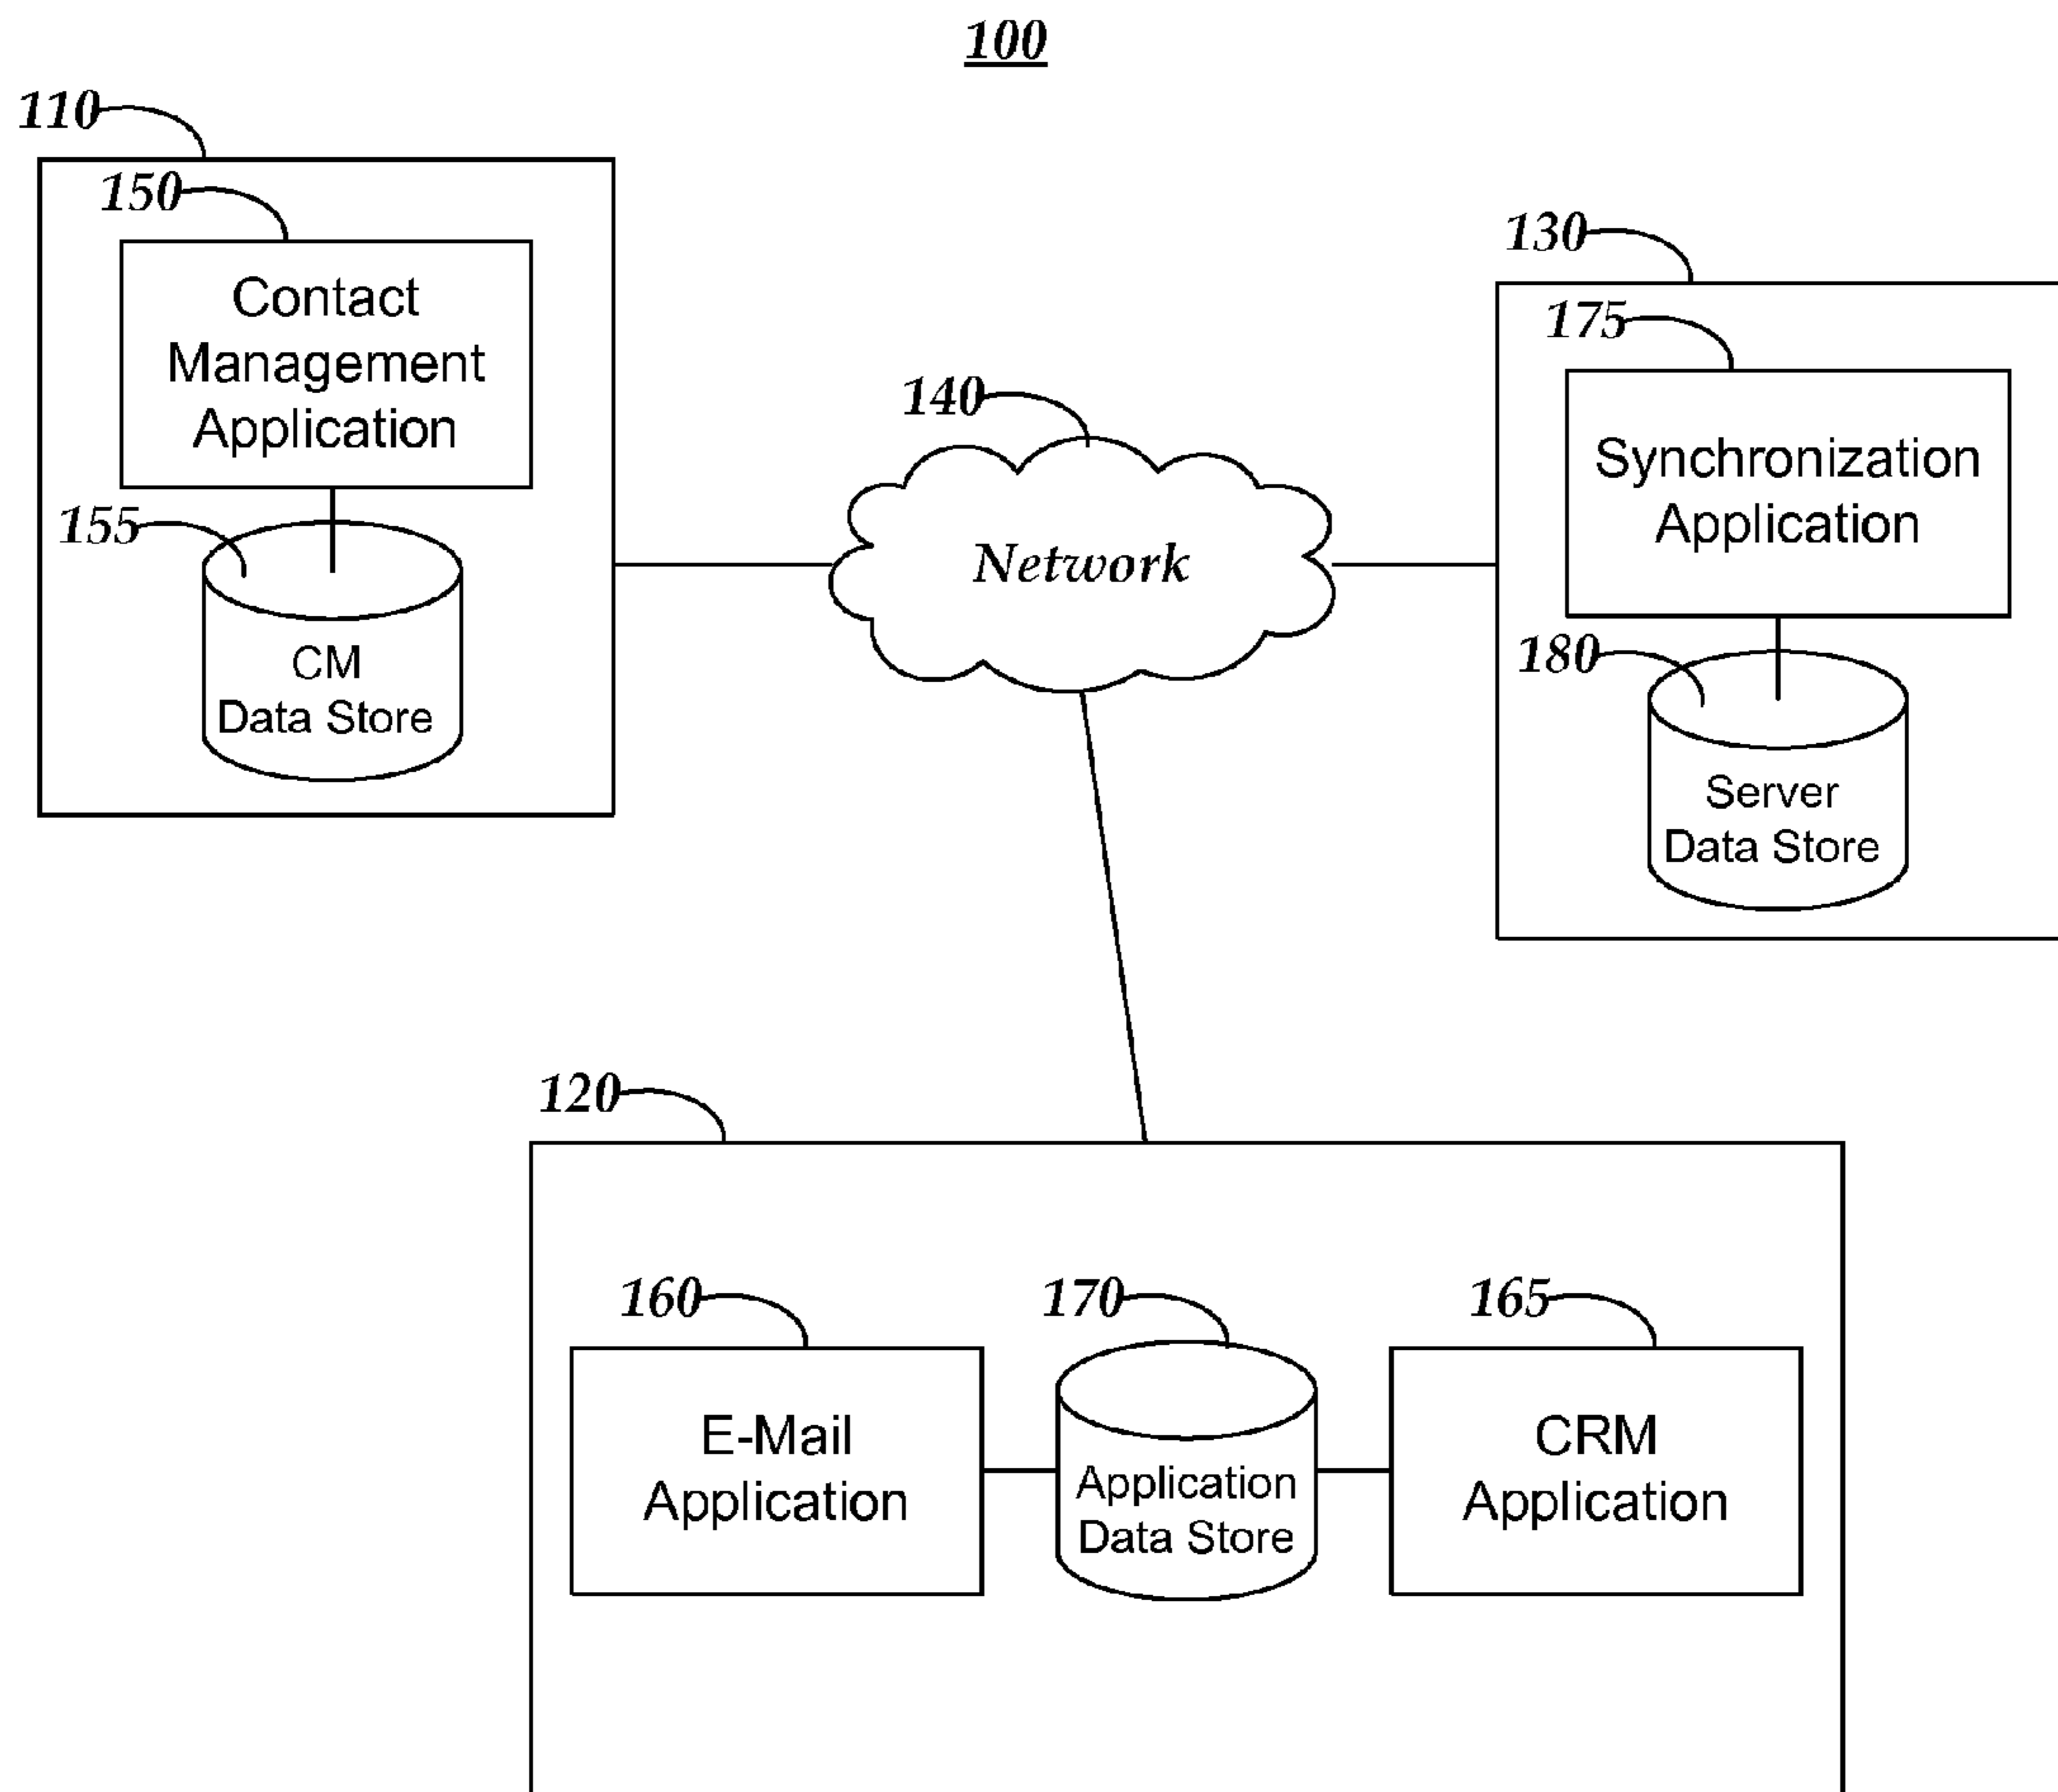 100
110
150
Contact
Management
Application
155
CM
Data Store
140
Network
130
175
Synchronization
Application
180
Server
Data Store
120
160
E-Mail
Application
170
Application
Data Store
165
CRM
Application